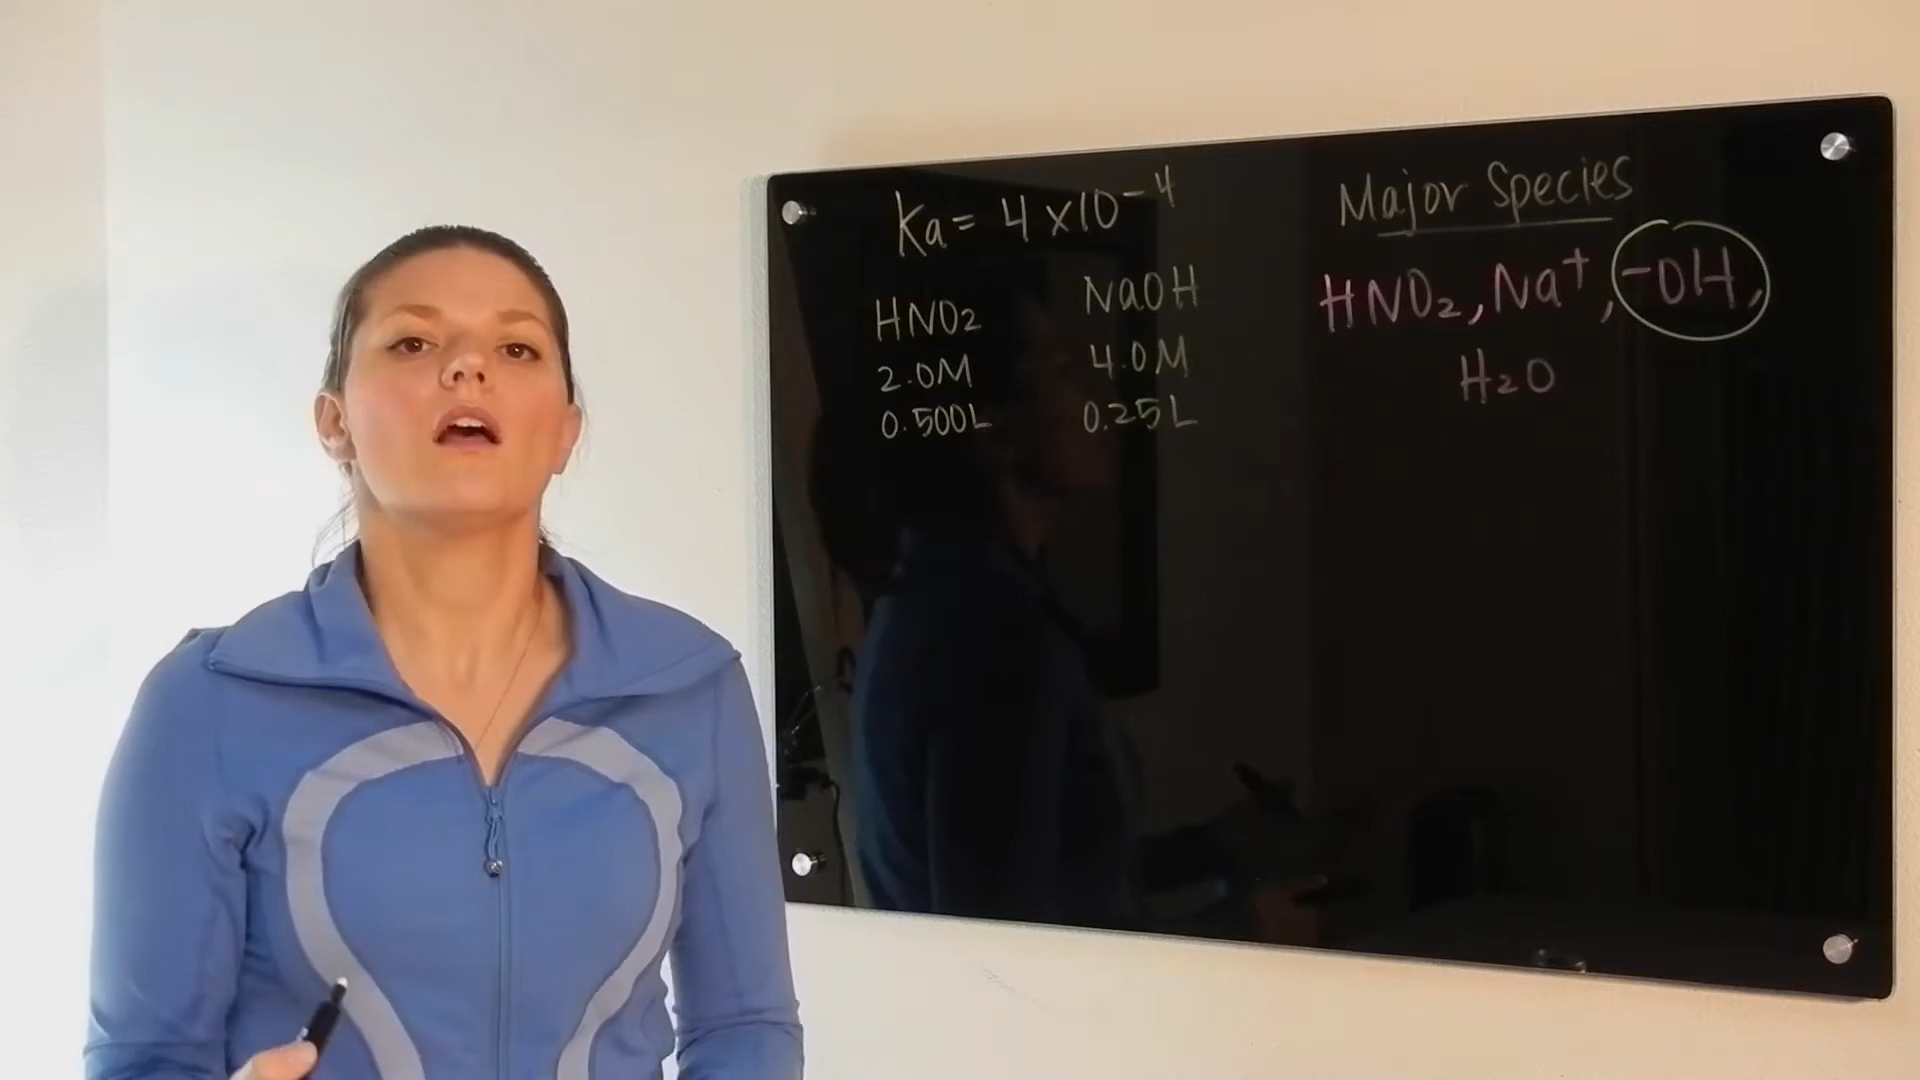 Ka = 4 x 10⁻⁴
HNO₂
2.0M
0.500L
NaOH
4.0M
0.25L
Major Species
HNO₂, Na⁺, ⁻OH,
H₂O